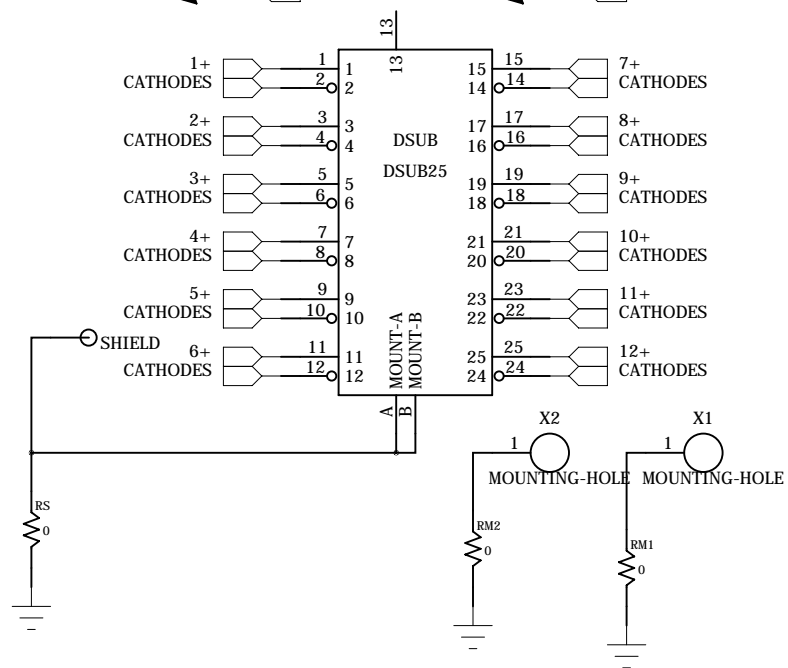 13
13
1+ 1 1 15 15 7+
CATHODES 2 2 14 14 CATHODES
2+ 3 3 17 17 8+
CATHODES 4 4 16 16 CATHODES
DSUB
DSUB25
3+ 5 5 19 19 9+
CATHODES 6 6 18 18 CATHODES
4+ 7 7 21 21 10+
CATHODES 8 8 20 20 CATHODES
5+ 9 9 23 23 11+
CATHODES 10 10 22 22 CATHODES
6+ 11 11 25 25 12+
CATHODES 12 12 24 24 CATHODES
MOUNT-A
MOUNT-B
A
B
SHIELD
RS
0
X2
1
MOUNTING-HOLE
RM2
0
X1
1
MOUNTING-HOLE
RM1
0